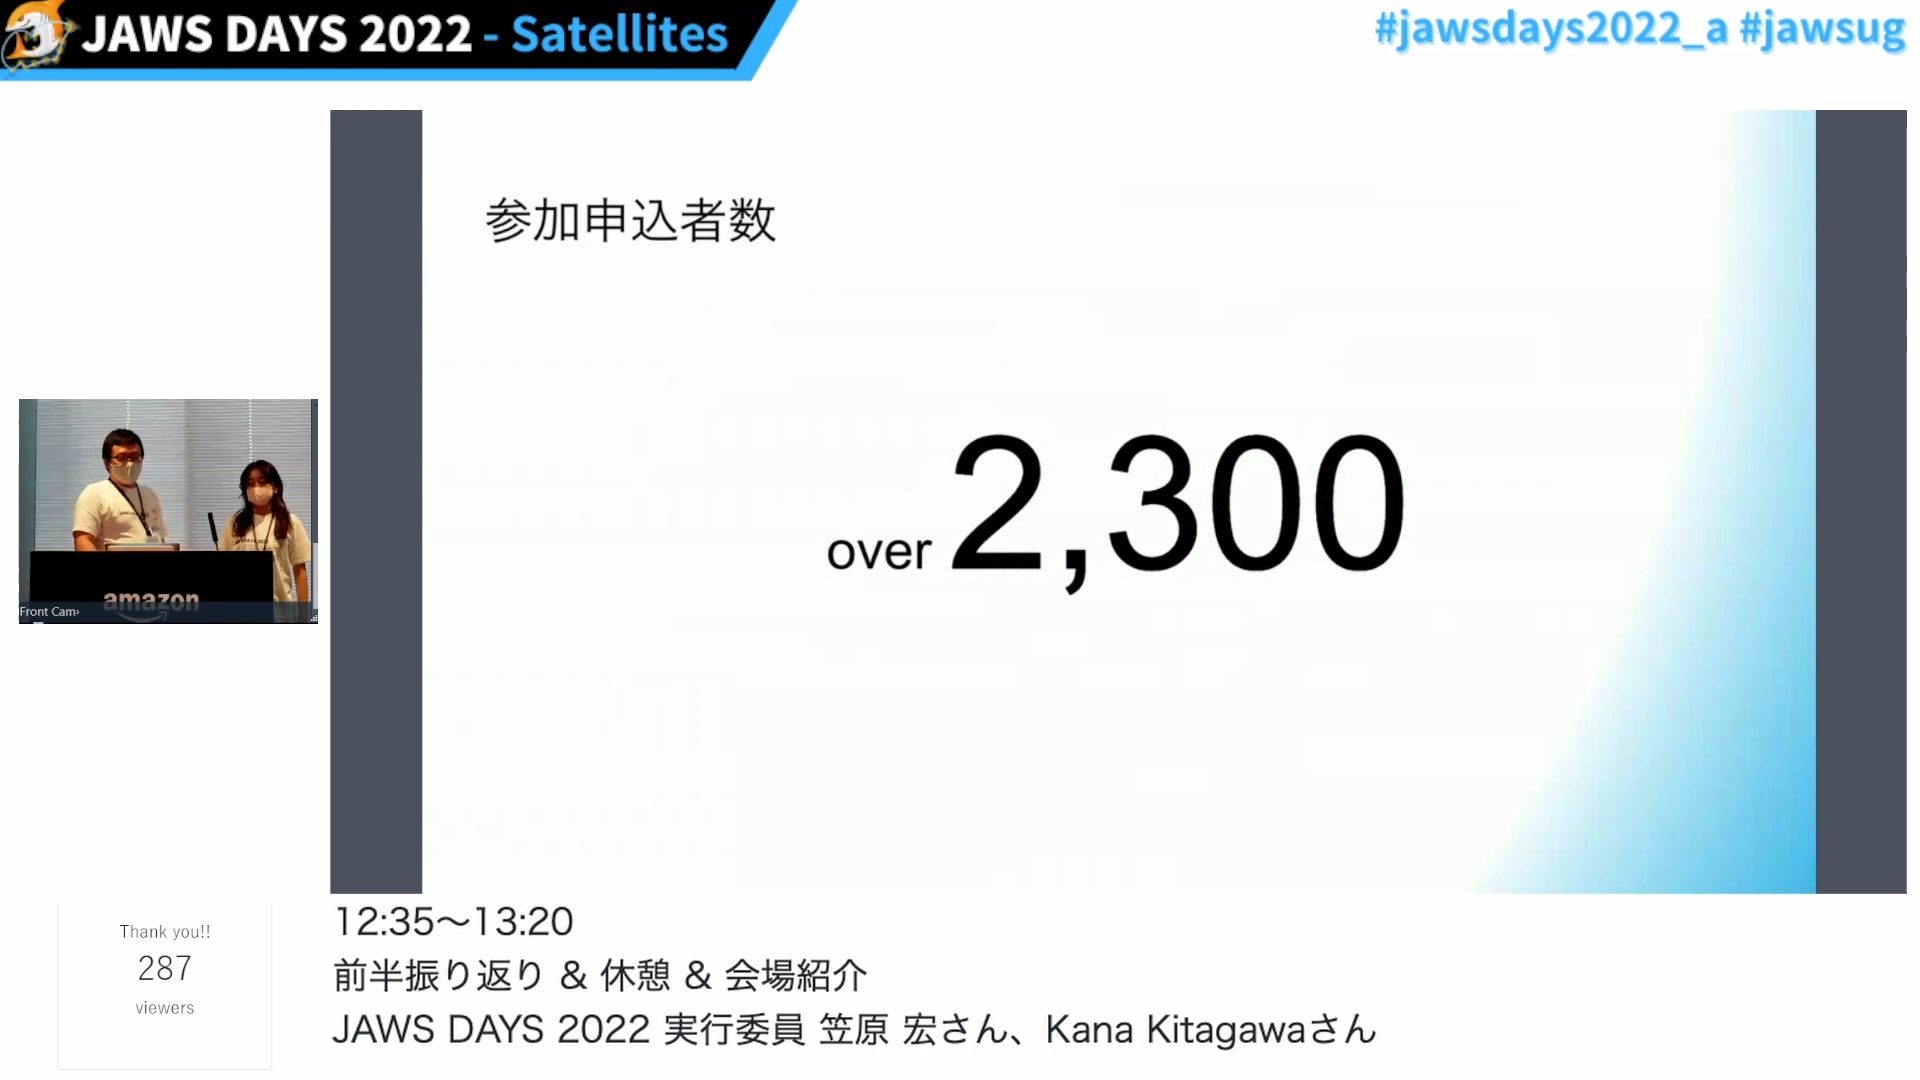 JAWS DAYS 2022 - Satellites
#jawsdays2022_a #jawsug
参加申込者数
over 2,300
amazon
Front Cam›
Thank you!!
287
viewers
12:35〜13:20
前半振り返り & 休憩 & 会場紹介
JAWS DAYS 2022 実行委員 笠原 宏さん、Kana Kitagawaさん